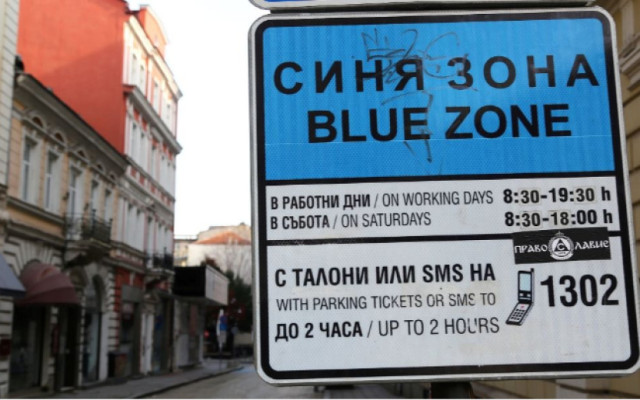 СИНЯ ЗОНА
BLUE ZONE
В РАБОТНИ ДНИ / ON WORKING DAYS 8:30-19:30 h
В СЪБОТА / ON SATURDAYS 8:30-18:00 h
ПРАВОСЛАВИЕ
С ТАЛОНИ ИЛИ SMS НА 1302
WITH PARKING TICKETS OR SMS TO
ДО 2 ЧАСА / UP TO 2 HOURS